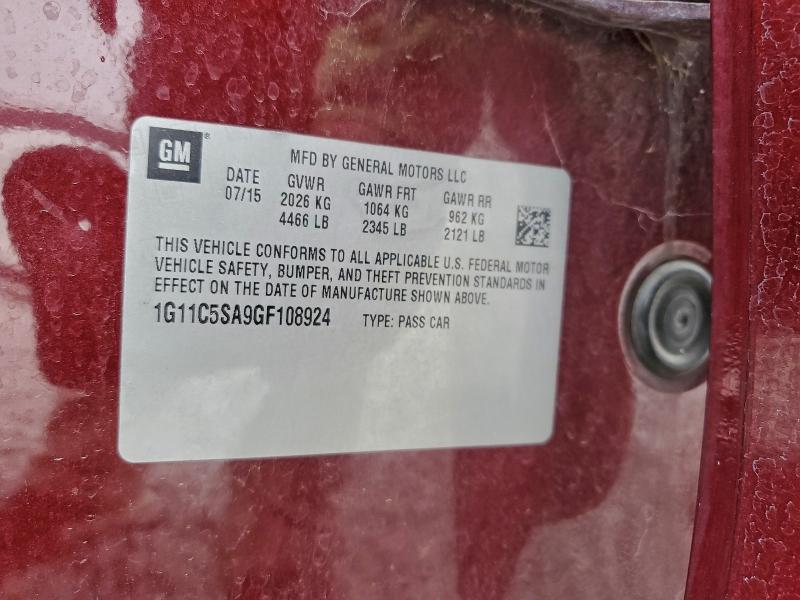 GM®
MFD BY GENERAL MOTORS LLC
DATE GVWR GAWR FRT GAWR RR
07/15 2026 KG 1064 KG 962 KG
4466 LB 2345 LB 2121 LB
THIS VEHICLE CONFORMS TO ALL APPLICABLE U.S. FEDERAL MOTOR
VEHICLE SAFETY, BUMPER, AND THEFT PREVENTION STANDARDS IN
EFFECT ON THE DATE OF MANUFACTURE SHOWN ABOVE.
1G11C5SA9GF108924 TYPE: PASS CAR